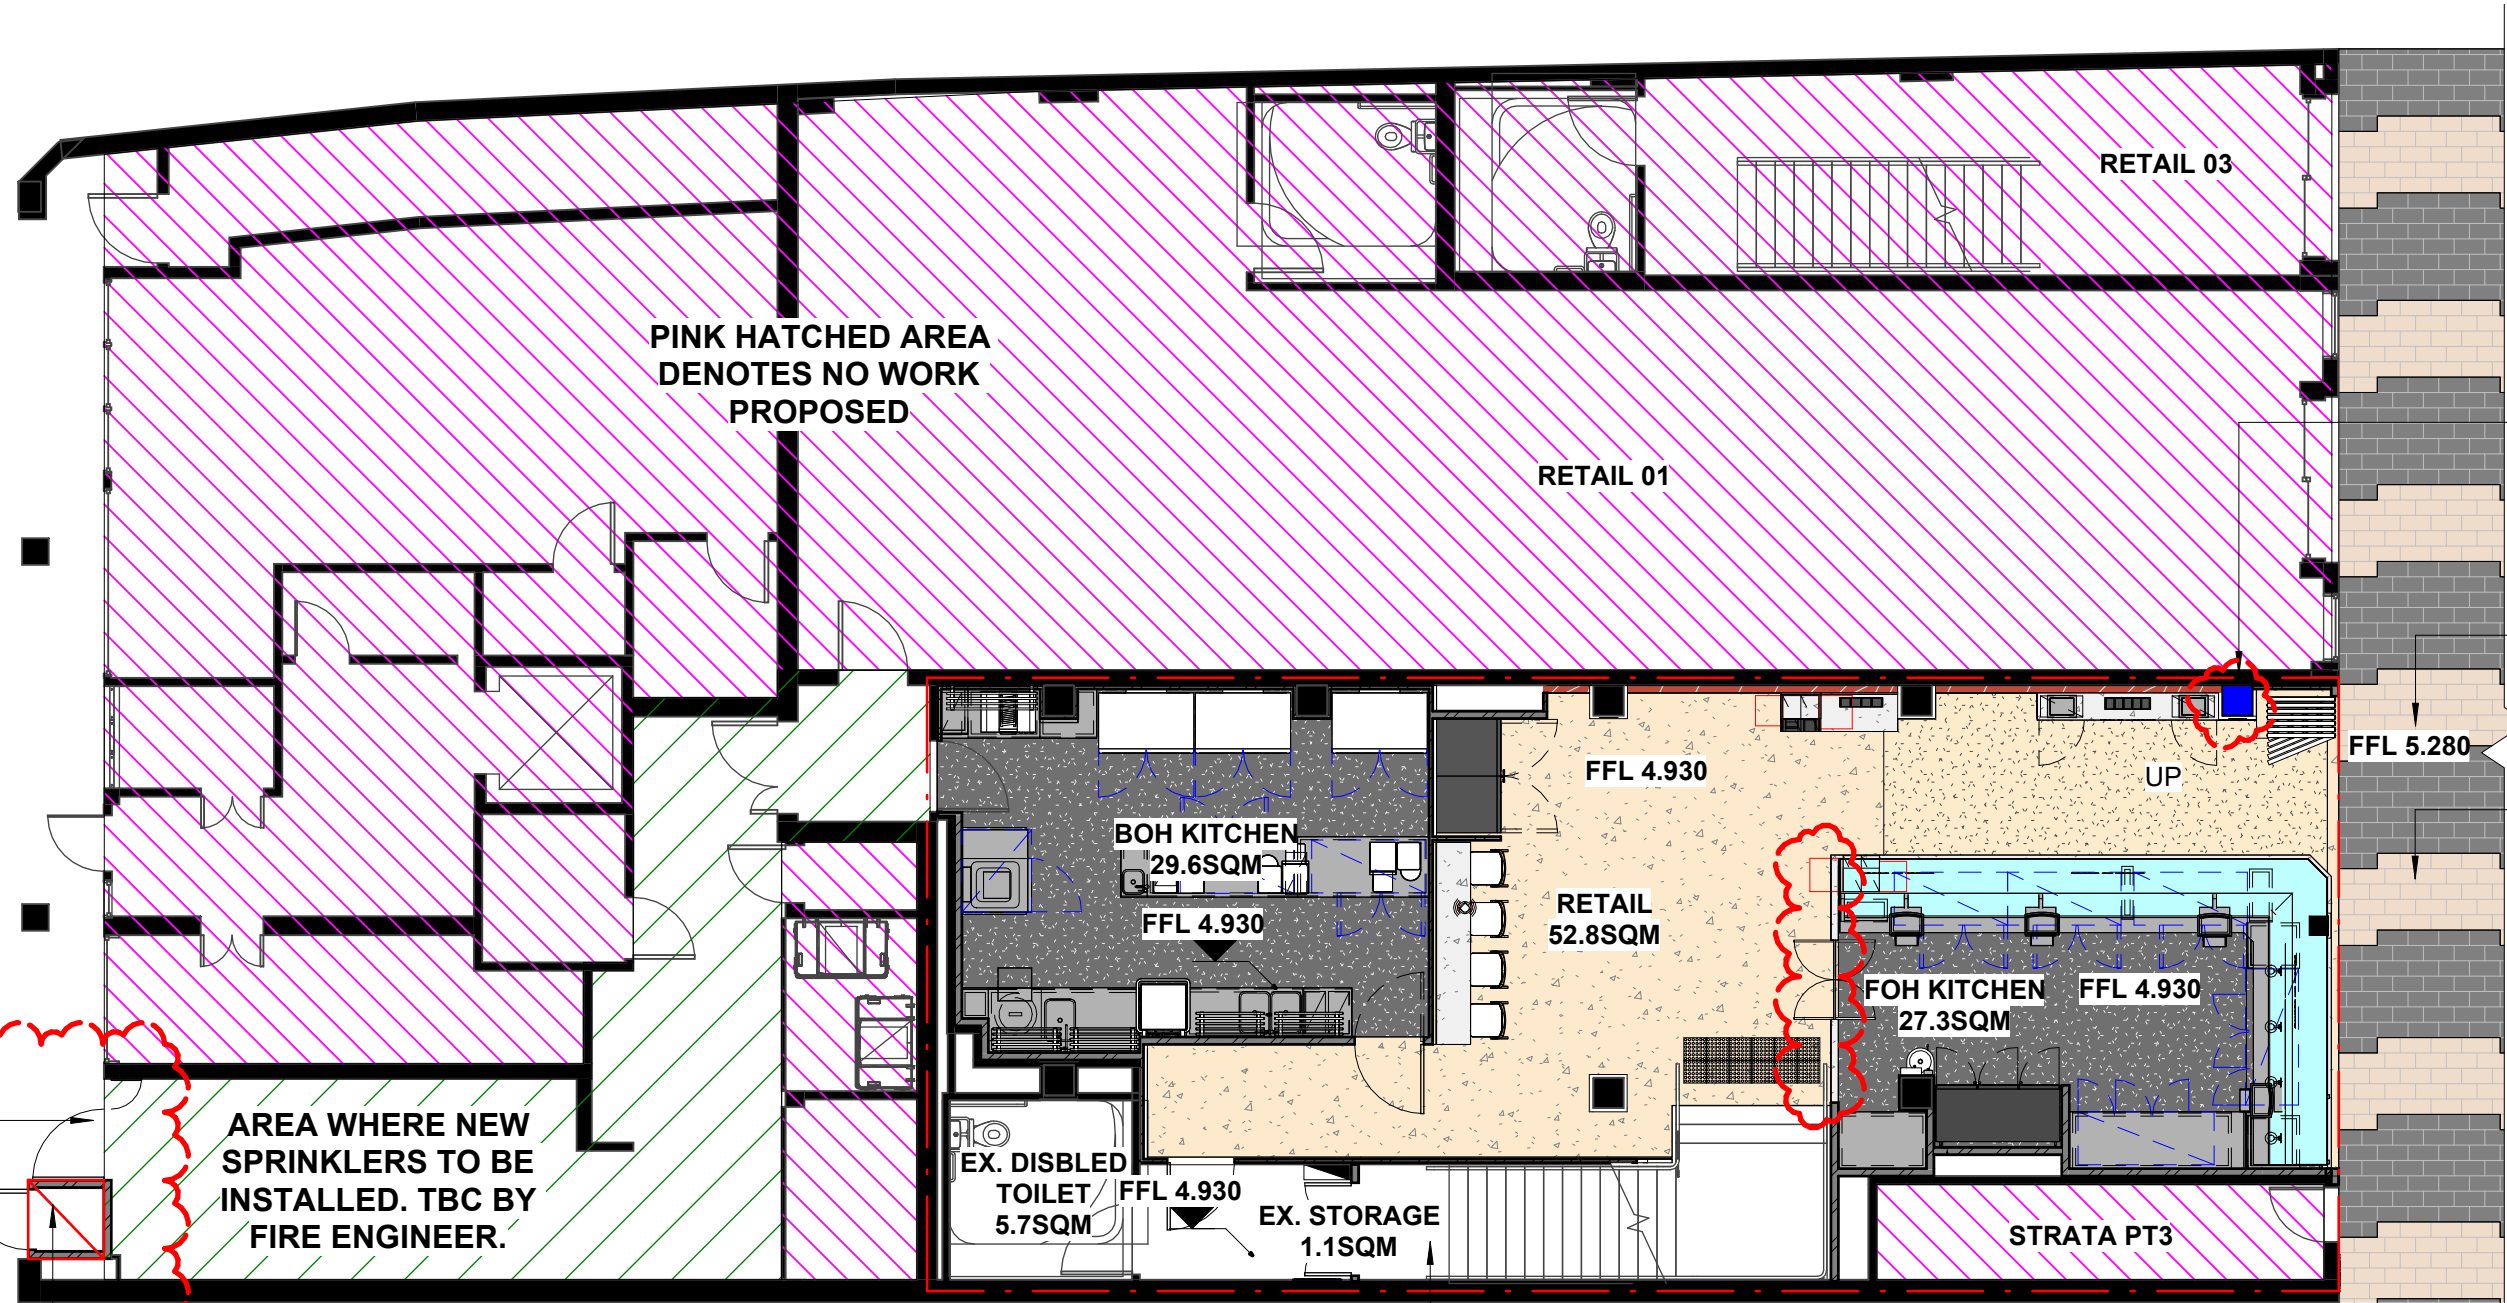 RETAIL 03
PINK HATCHED AREA
DENOTES NO WORK
PROPOSED
RETAIL 01
FFL 5.280
FFL 4.930
UP
BOH KITCHEN
29.6SQM
FFL 4.930
RETAIL
52.8SQM
FOH KITCHEN
27.3SQM
FFL 4.930
AREA WHERE NEW
SPRINKLERS TO BE
INSTALLED. TBC BY
FIRE ENGINEER.
EX. DISBLED
TOILET
5.7SQM
FFL 4.930
EX. STORAGE
1.1SQM
STRATA PT3